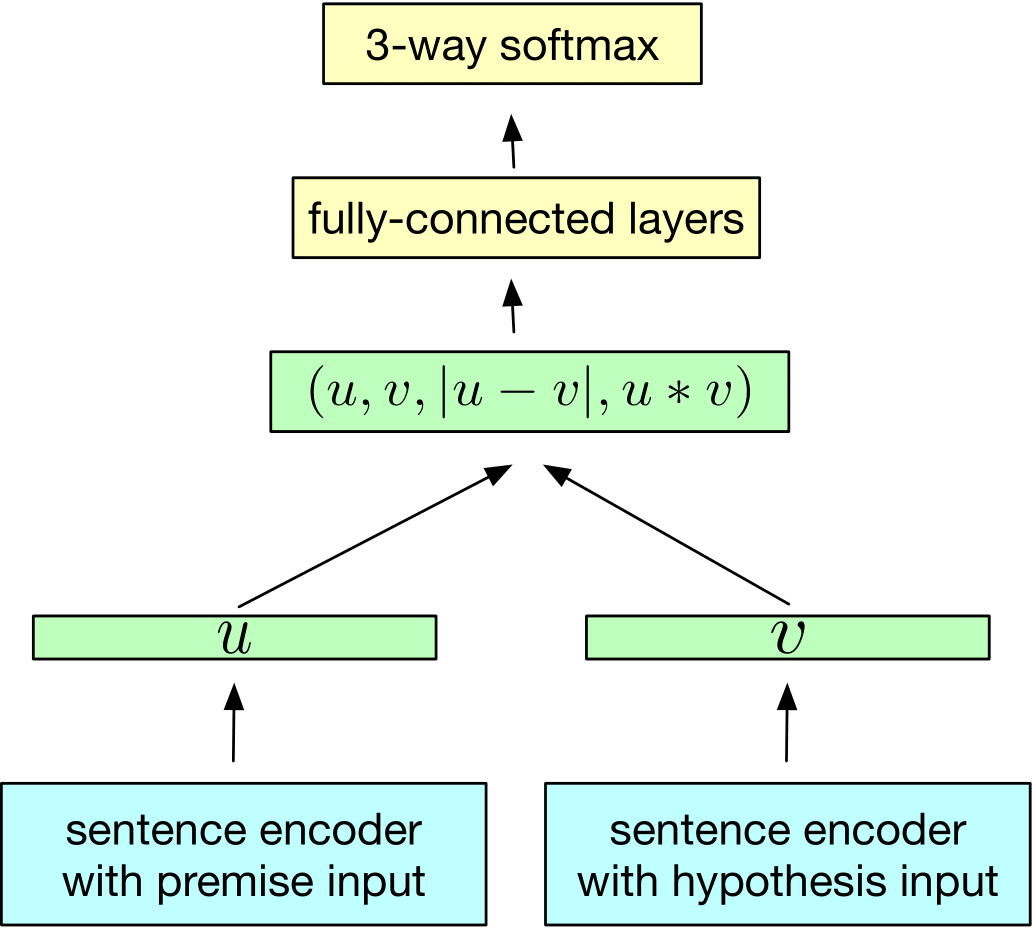 3-way softmax
fully-connected layers
(u, v, |u − v|, u ∗ v)
u
v
sentence encoder
with premise input
sentence encoder
with hypothesis input